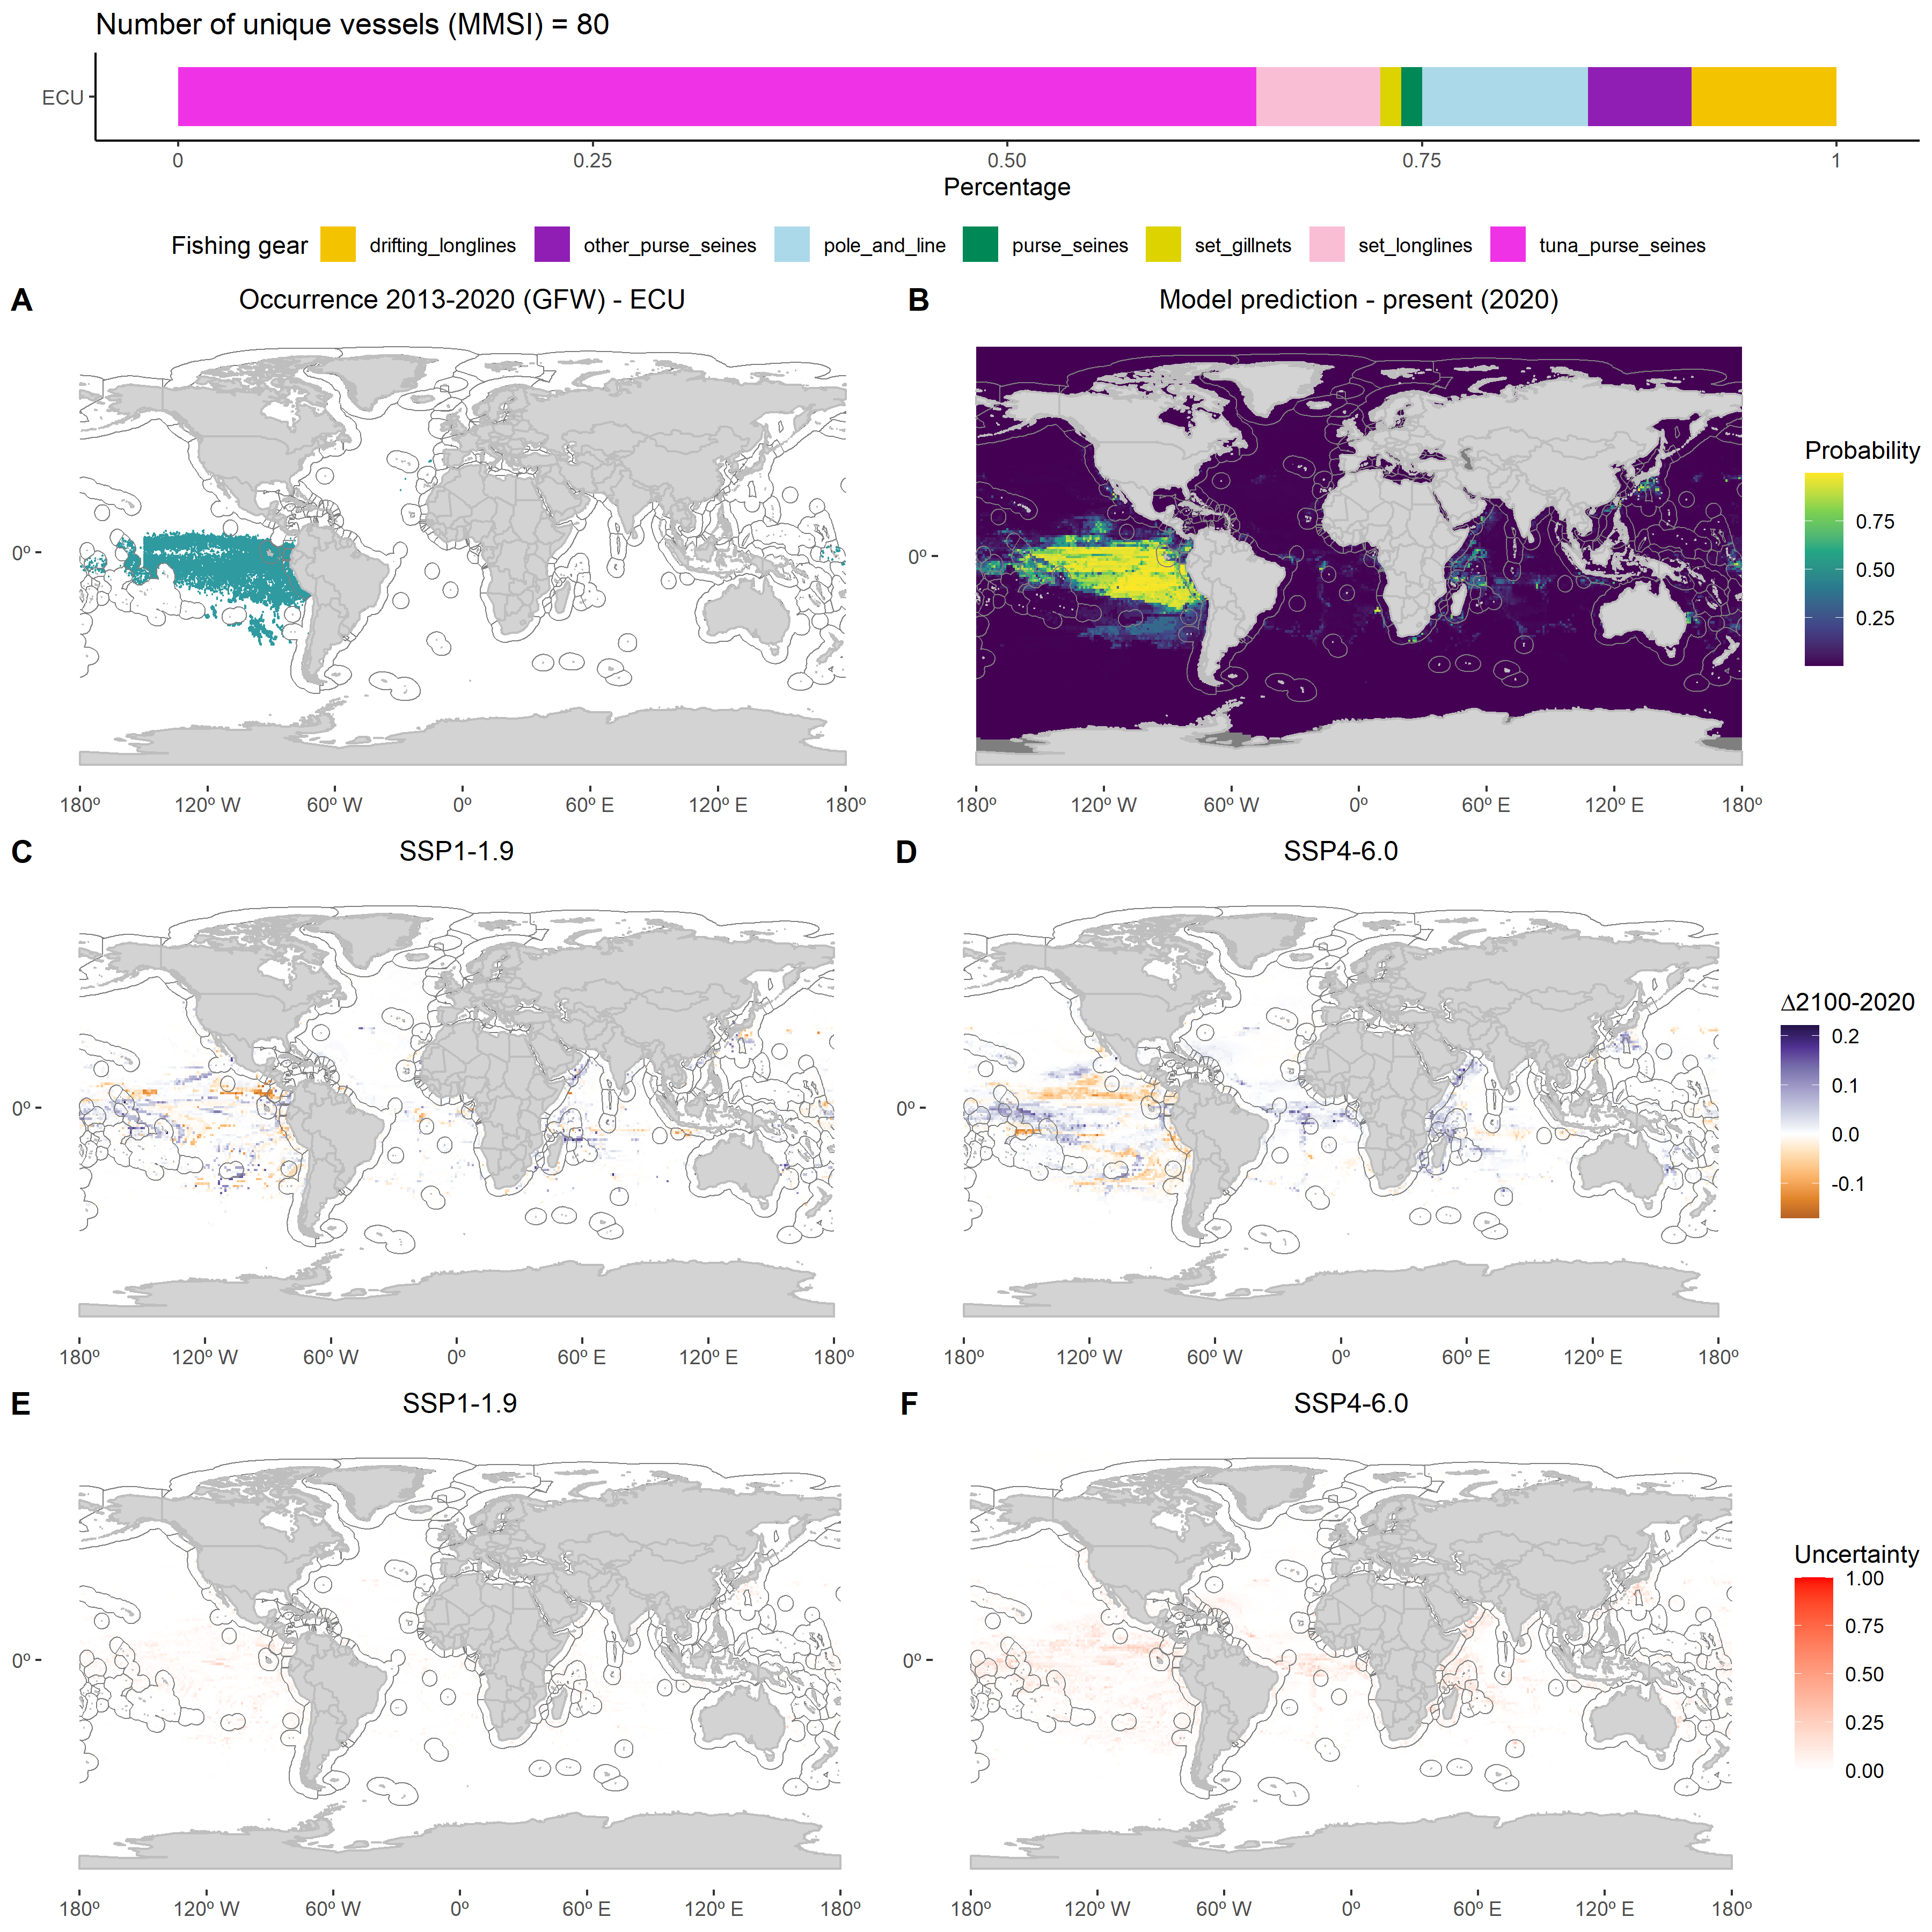 Number of unique vessels (MMSI) = 80
ECU
0 0.25 0.50 0.75 1
Percentage
Fishing gear drifting_longlines other_purse_seines pole_and_line purse_seines set_gillnets set_longlines tuna_purse_seines
A Occurrence 2013-2020 (GFW) - ECU
0º
180º 120º W 60º W 0º 60º E 120º E 180º
B Model prediction - present (2020)
0º
180º 120º W 60º W 0º 60º E 120º E 180º
Probability
0.75
0.50
0.25
C SSP1-1.9
0º
180º 120º W 60º W 0º 60º E 120º E 180º
D SSP4-6.0
0º
180º 120º W 60º W 0º 60º E 120º E 180º
Δ2100-2020
0.2
0.1
0.0
-0.1
E SSP1-1.9
0º
180º 120º W 60º W 0º 60º E 120º E 180º
F SSP4-6.0
0º
180º 120º W 60º W 0º 60º E 120º E 180º
Uncertainty
1.00
0.75
0.50
0.25
0.00